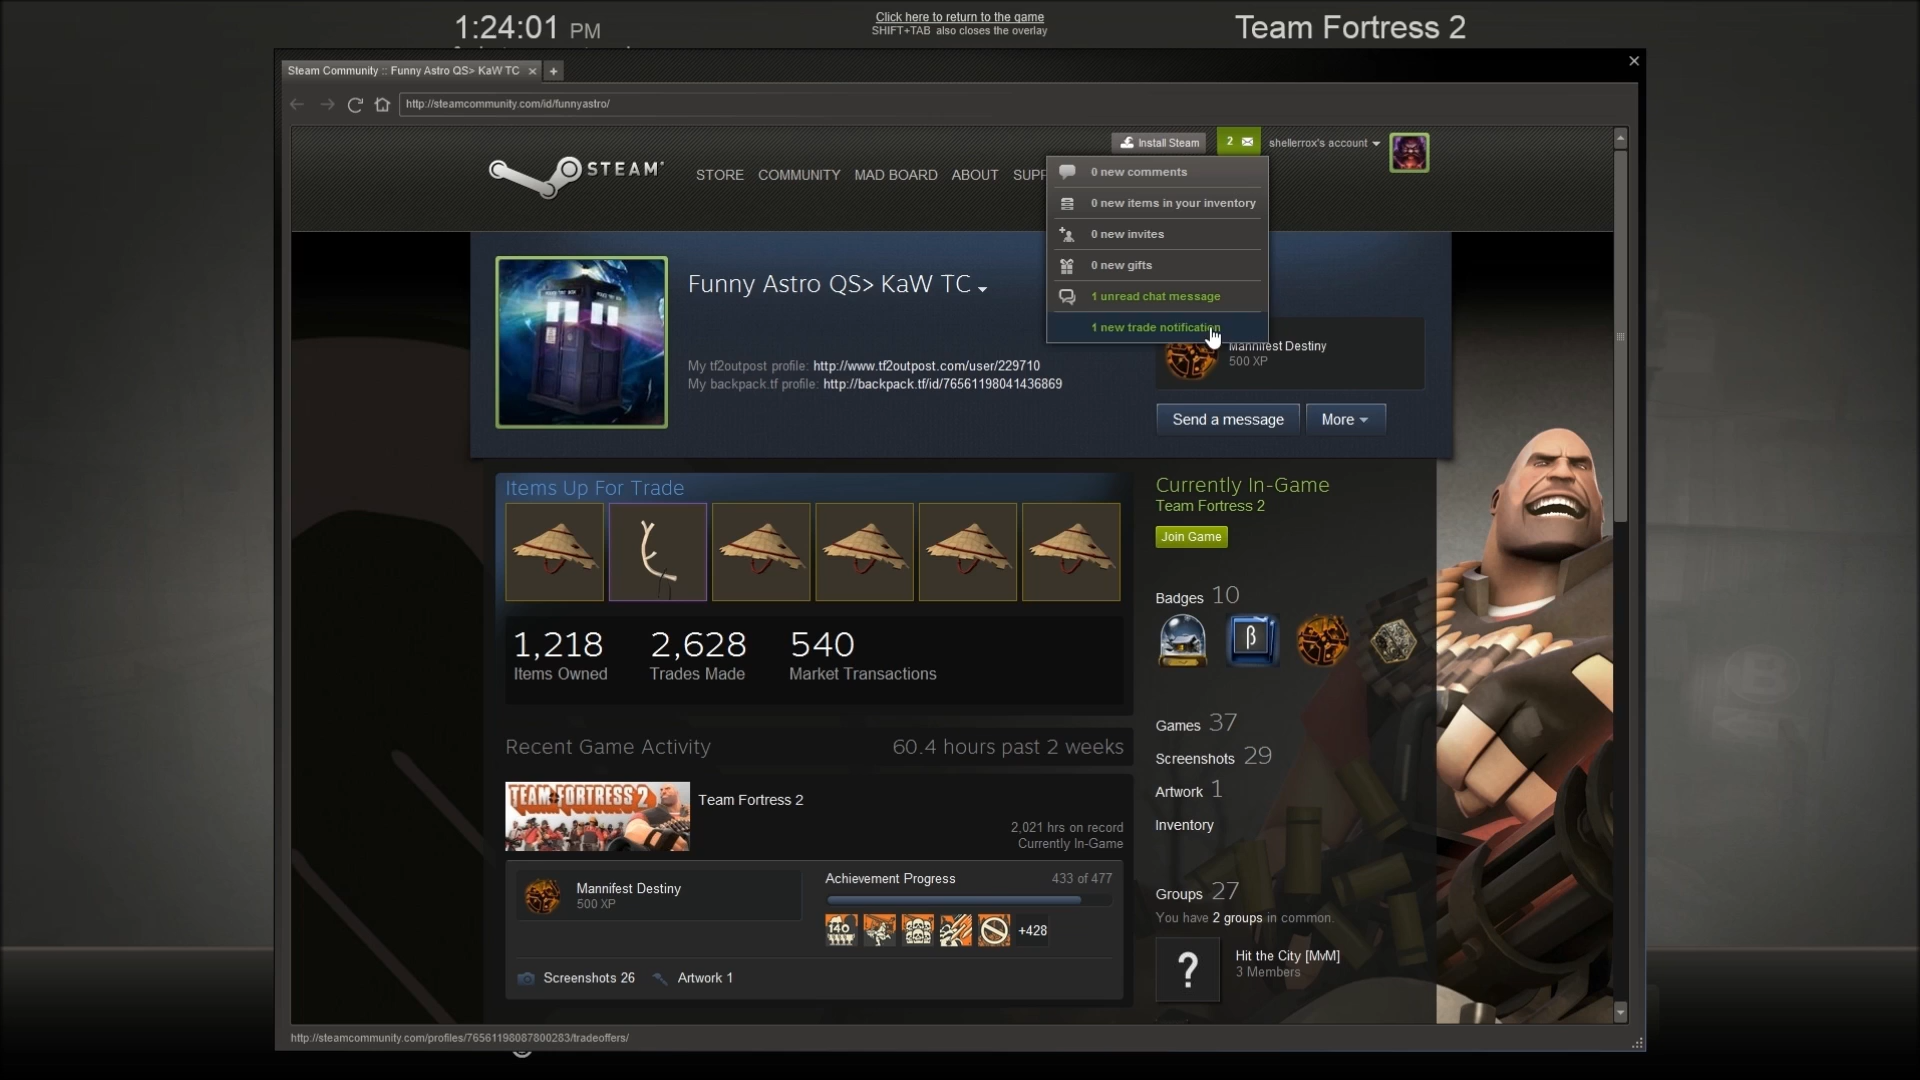 1:24:01 PM
Click here to return to the game
SHIFT+TAB also closes the overlay
Team Fortress 2
Steam Community :: Funny Astro QS> KaW TC
http://steamcommunity.com/id/funnyastro/
Install Steam
2
shellerrox's account
STEAM
STORE
COMMUNITY
MAD BOARD
ABOUT
SUPP
0 new comments
0 new items in your inventory
0 new invites
0 new gifts
1 unread chat message
1 new trade notification
Funny Astro QS> KaW TC
My tf2outpost profile: http://www.tf2outpost.com/user/229710
My backpack.tf profile: http://backpack.tf/id/76561198041436869
Mannifest Destiny
500 XP
Send a message
More
Items Up For Trade
1,218
Items Owned
2,628
Trades Made
540
Market Transactions
Currently In-Game
Team Fortress 2
Join Game
Badges 10
β
Games 37
Screenshots 29
Artwork 1
Inventory
Groups 27
You have 2 groups in common.
?
Hit the City [MvM]
3 Members
Recent Game Activity
60.4 hours past 2 weeks
TEAM FORTRESS 2
Team Fortress 2
2,021 hrs on record
Currently In-Game
Mannifest Destiny
500 XP
Achievement Progress
433 of 477
140
+428
Screenshots 26
Artwork 1
http://steamcommunity.com/profiles/76561198087800283/tradeoffers/